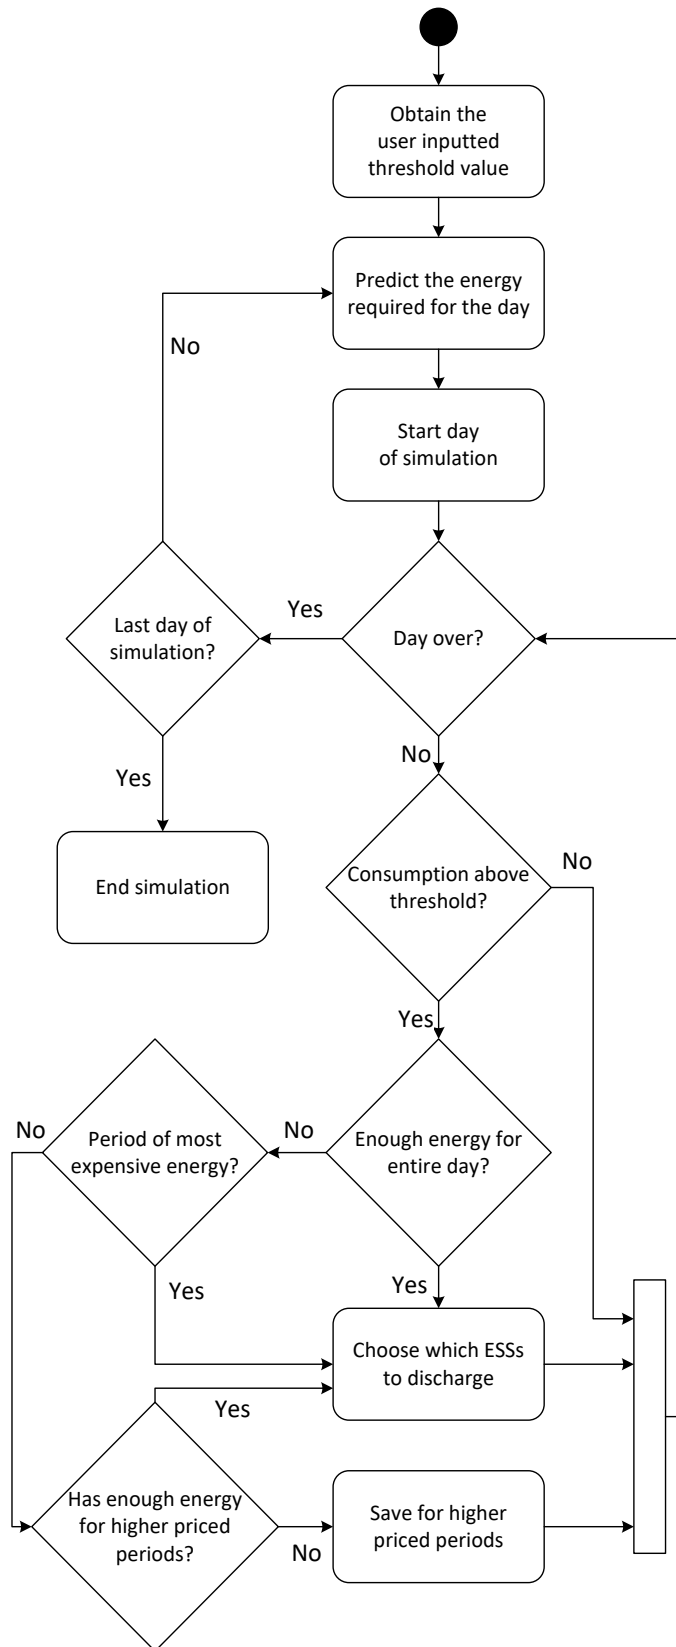 Obtain the
user inputted
threshold value
Predict the energy
required for the day
No
Start day
of simulation
Last day of
simulation?
Yes
Day over?
No
Yes
End simulation
Consumption above
threshold?
No
Yes
No
Period of most
expensive energy?
No
Enough energy for
entire day?
Yes
Yes
Choose which ESSs
to discharge
Yes
Has enough energy
for higher priced
periods?
No
Save for higher
priced periods